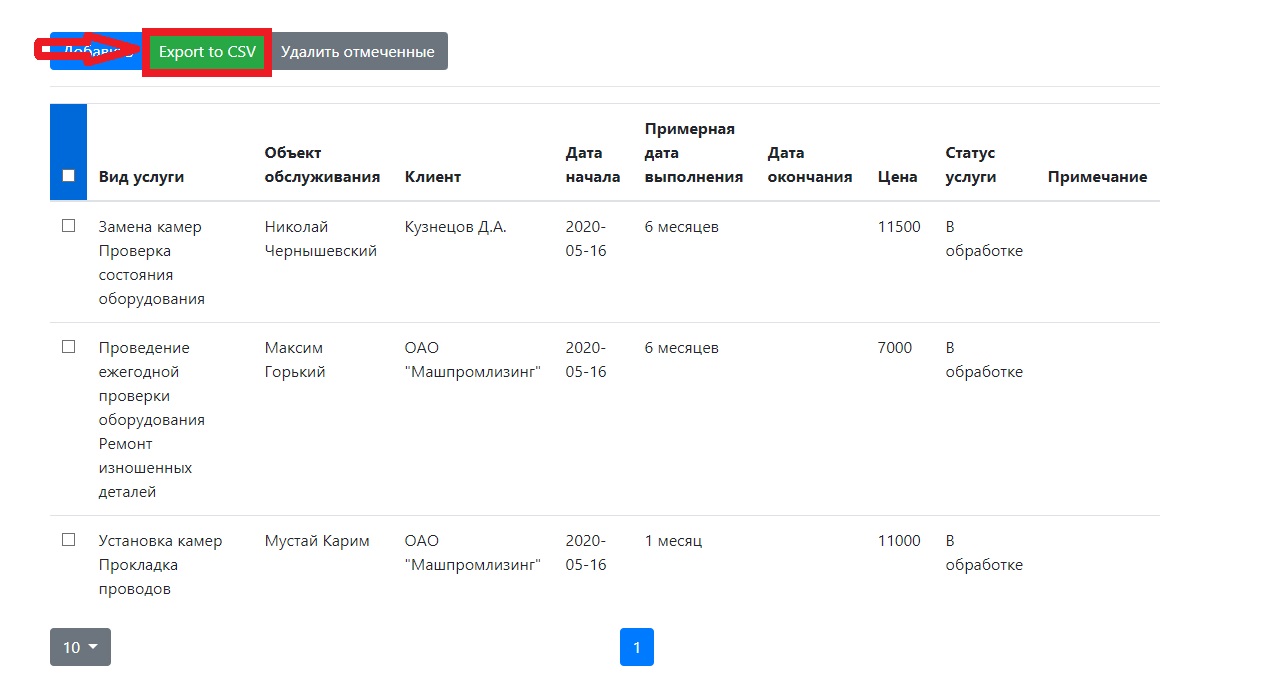 Добавить Export to CSV Удалить отмеченные
Примерная
Объект Дата дата Дата Статус
Вид услуги обслуживания Клиент начала выполнения окончания Цена услуги Примечание
Замена камер Николай Кузнецов Д.А. 2020- 6 месяцев 11500 В
Проверка Чернышевский 05-16 обработке
состояния
оборудования
Проведение Максим ОАО 2020- 6 месяцев 7000 В
ежегодной Горький "Машпромлизинг" 05-16 обработке
проверки
оборудования
Ремонт
изношенных
деталей
Установка камер Мустай Карим ОАО 2020- 1 месяц 11000 В
Прокладка "Машпромлизинг" 05-16 обработке
проводов
10 1